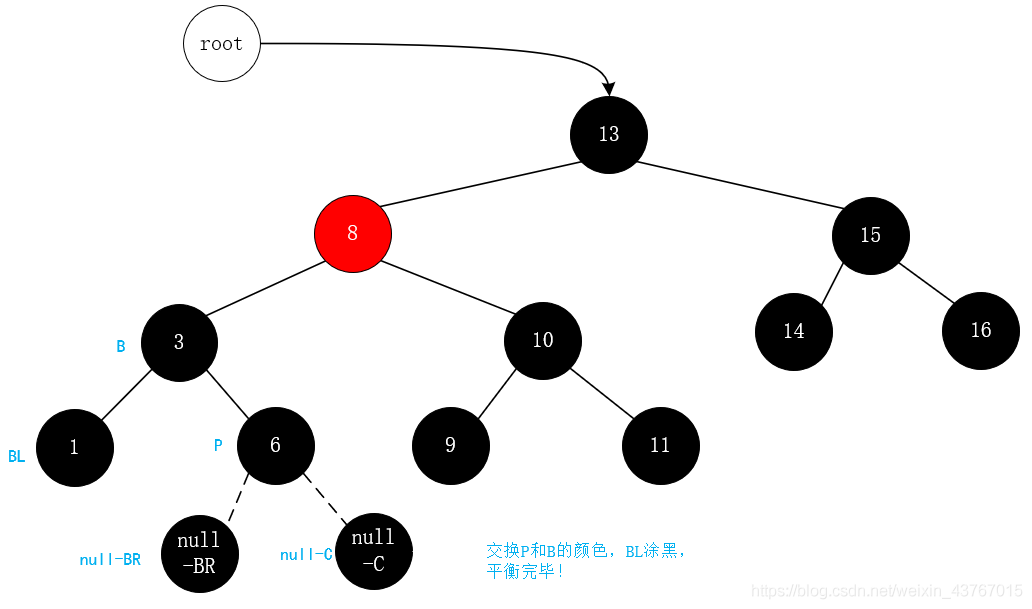 root
13
8
15
3
10
14
16
B
1
6
9
11
BL
P
null
-BR
null
-C
null-BR
null-C
交换P和B的颜色，BL涂黑，
平衡完毕！
https://blog.csdn.net/weixin_43767015